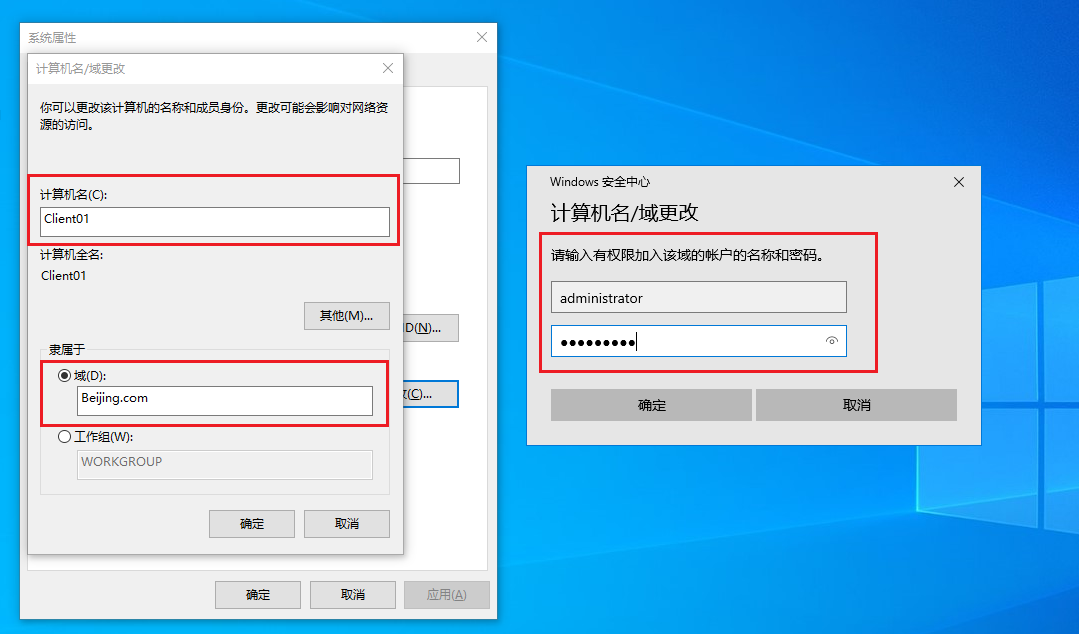 系统属性
计算机名/域更改
你可以更改该计算机的名称和成员身份。更改可能会影响对网络资
源的访问。
计算机名(C):
Client01
计算机全名:
Client01
其他(M)...
ID(N)...
隶属于
域(D):
Beijing.com
(C)...
工作组(W):
WORKGROUP
确定
取消
确定
取消
应用(A)
Windows 安全中心
计算机名/域更改
请输入有权限加入该域的帐户的名称和密码。
administrator
●●●●●●●●●
确定
取消